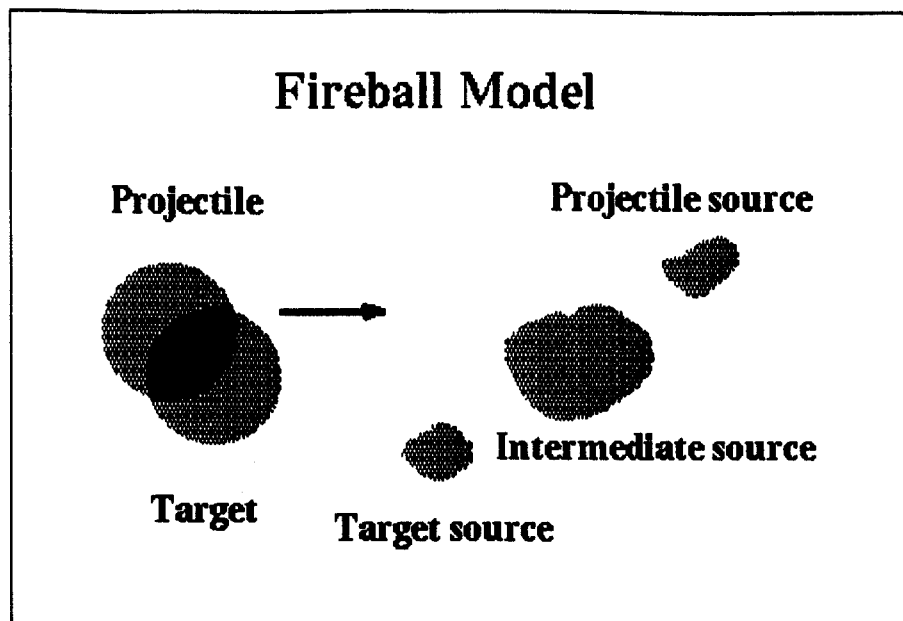 Fireball Model
Projectile
Projectile source
Intermediate source
Target
Target source